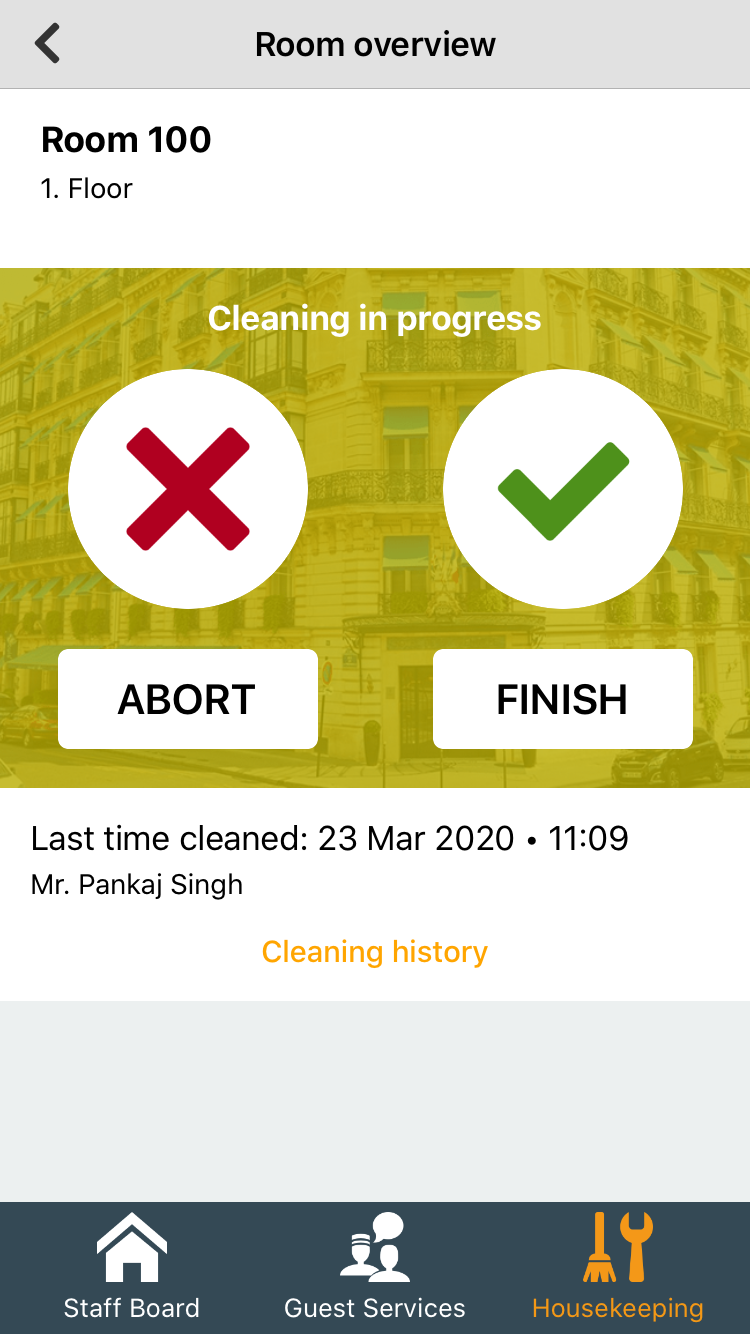 Room overview
Room 100
1. Floor
Cleaning in progress
ABORT
FINISH
Last time cleaned: 23 Mar 2020 • 11:09
Mr. Pankaj Singh
Cleaning history
Staff Board
Guest Services
Housekeeping